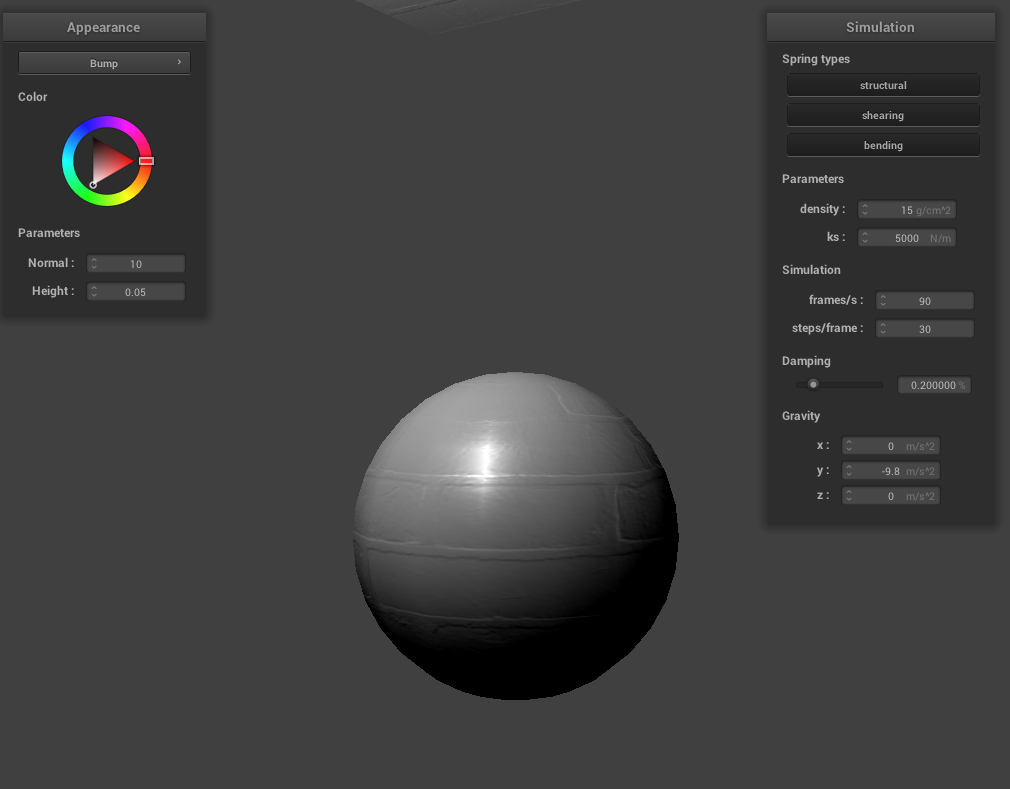 Appearance
Bump
Color
Parameters
Normal :
10
Height :
0.05
Simulation
Spring types
structural
shearing
bending
Parameters
density :
15 g/cm^2
ks :
5000 N/m
Simulation
frames/s :
90
steps/frame :
30
Damping
0.200000 %
Gravity
x :
0 m/s^2
y :
-9.8 m/s^2
z :
0 m/s^2